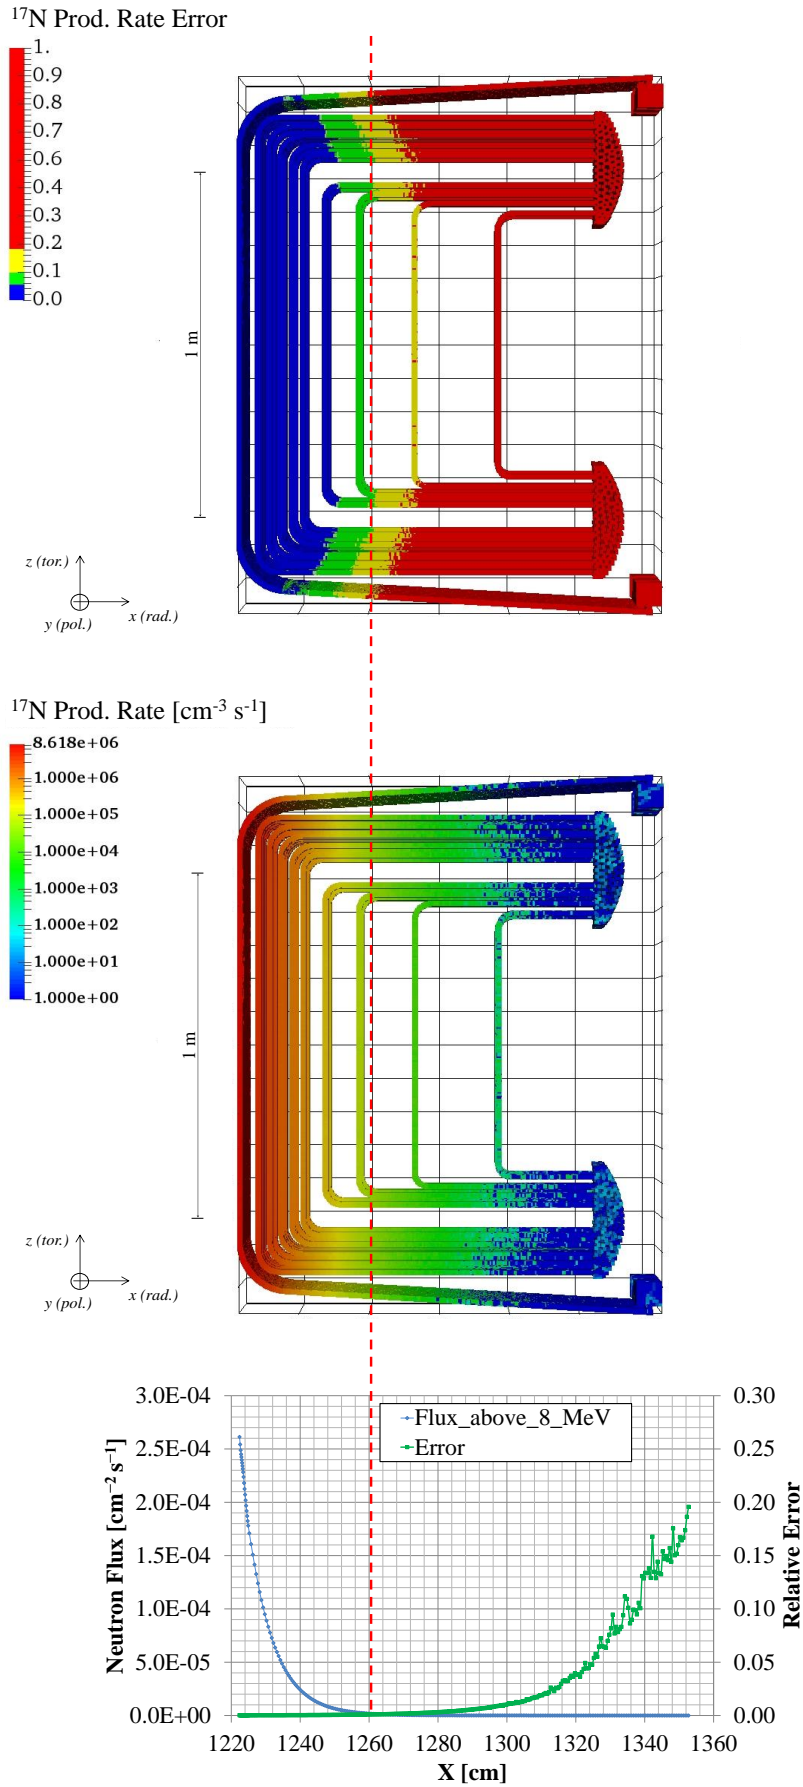 17N Prod. Rate Error
1.
0.9
0.8
0.7
0.6
0.5
0.4
0.3
0.2
0.1
0.0
1 m
z (tor.)
x (rad.)
y (pol.)
17N Prod. Rate [cm-3 s-1]
8.618e+06
1.000e+06
1.000e+05
1.000e+04
1.000e+03
1.000e+02
1.000e+01
1.000e+00
1 m
z (tor.)
x (rad.)
y (pol.)
3.0E-04
2.5E-04
2.0E-04
1.5E-04
1.0E-04
5.0E-05
0.0E+00
Neutron Flux [cm−2 s−1]
Flux_above_8_MeV
Error
0.30
0.25
0.20
0.15
0.10
0.05
0.00
Relative Error
1220 1240 1260 1280 1300 1320 1340 1360
X [cm]